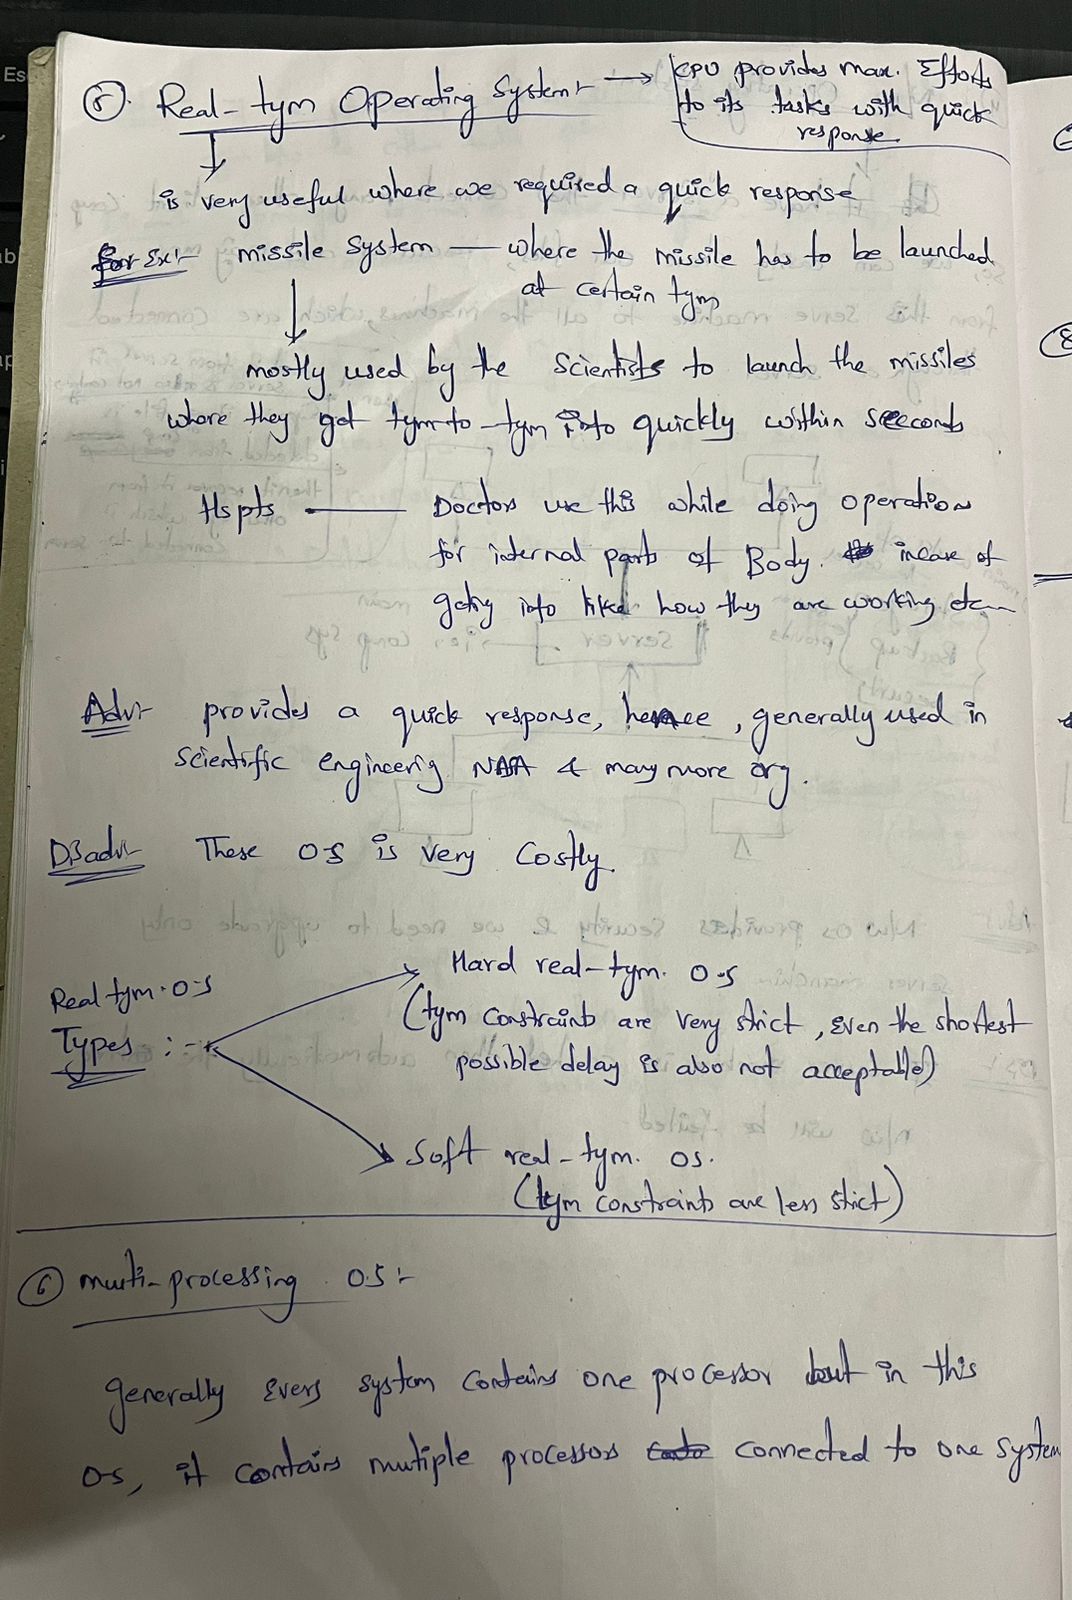 ⑤. Real-tym Operating System:- → CPU provides max. Efforts
to its tasks with quick
response
is very useful where we required a quick response
for Ex:- missile System — where the missile has to be launched
at certain tym
mostly used by the Scientists to launch the missiles
where they get tym-to-tym info quickly within seconds
Hspts — Doctors use this while doing operation
for internal parts of Body. incase of
getting info like how they are working etc
Adv:- provides a quick response, hence, generally used in
Scientific engineerig NASA & many more org.
DisAdv:- These O-S is very Costly.
Real tym. O-S
Types :-
Hard real-tym. O-S
(tym constraints are very strict, Even the shortest
possible delay is also not acceptable)
Soft real-tym. OS.
(tym constraints are less strict)
⑥ multi-processing O.S:-
generally Every system contains one processor but in this
O-S, it contains mutiple processors connected to one system